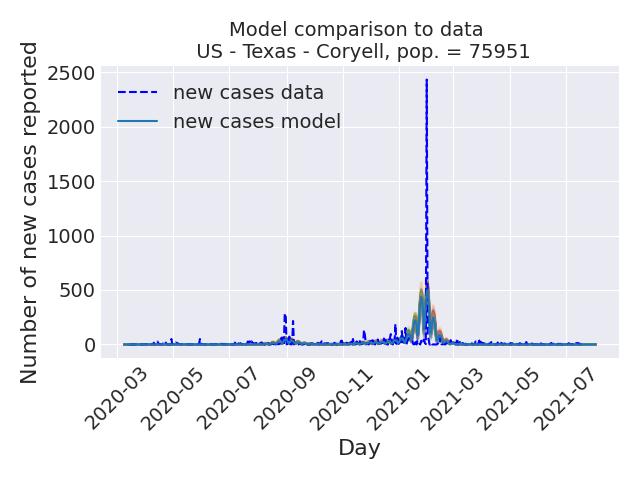 Model comparison to data
US - Texas - Coryell, pop. = 75951
Number of new cases reported
2500
2000
1500
1000
500
0
new cases data
new cases model
2020-03
2020-05
2020-07
2020-09
2020-11
2021-01
2021-03
2021-05
2021-07
Day